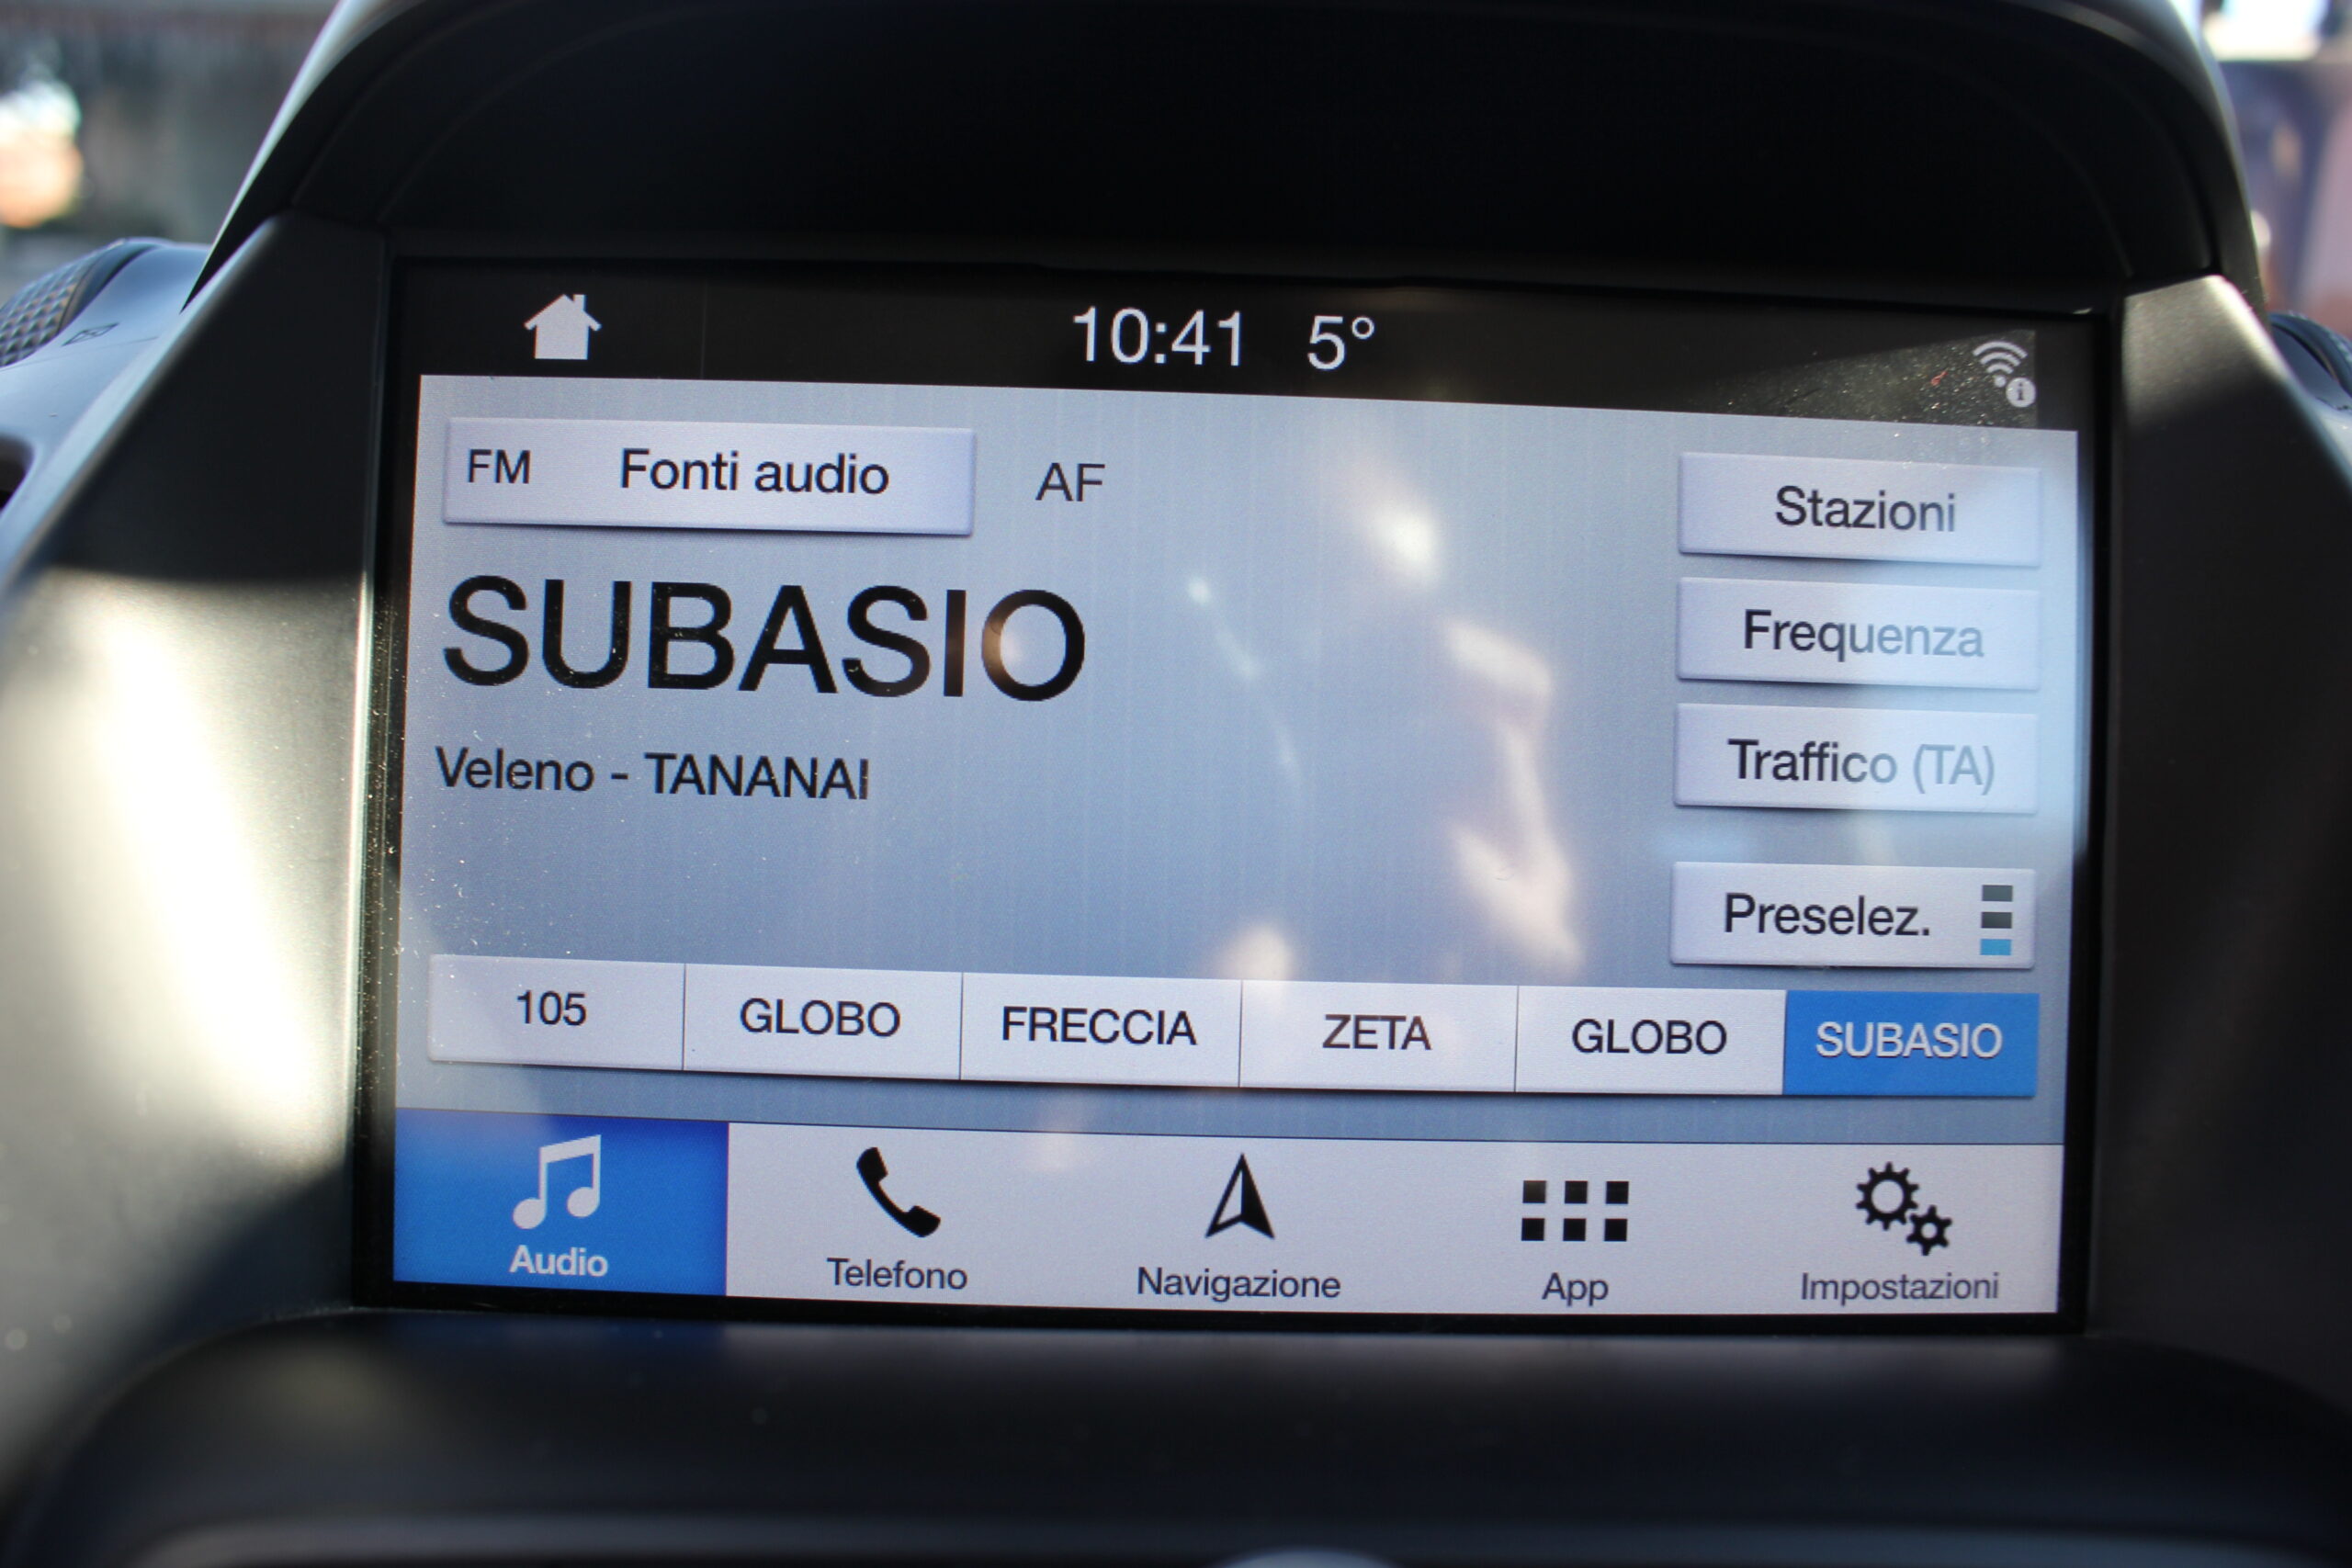 10:41 5°
FM Fonti audio AF
Stazioni
SUBASIO
Frequenza
Veleno - TANANAI
Traffico (TA)
Preselez.
105 GLOBO FRECCIA ZETA GLOBO SUBASIO
Audio Telefono Navigazione App Impostazioni